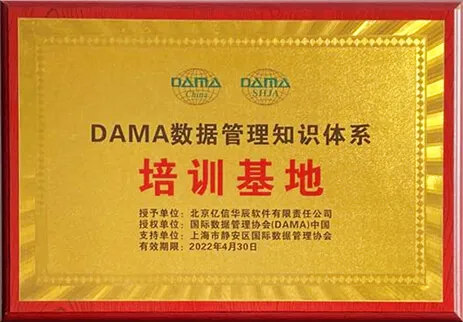 DAMA China DAMA SHJA
DAMA数据管理知识体系
培训基地
授予单位：北京亿信华辰软件有限责任公司
授权单位：国际数据管理协会(DAMA)中国
支持单位：上海市静安区国际数据管理协会
有效期限：2022年4月30日